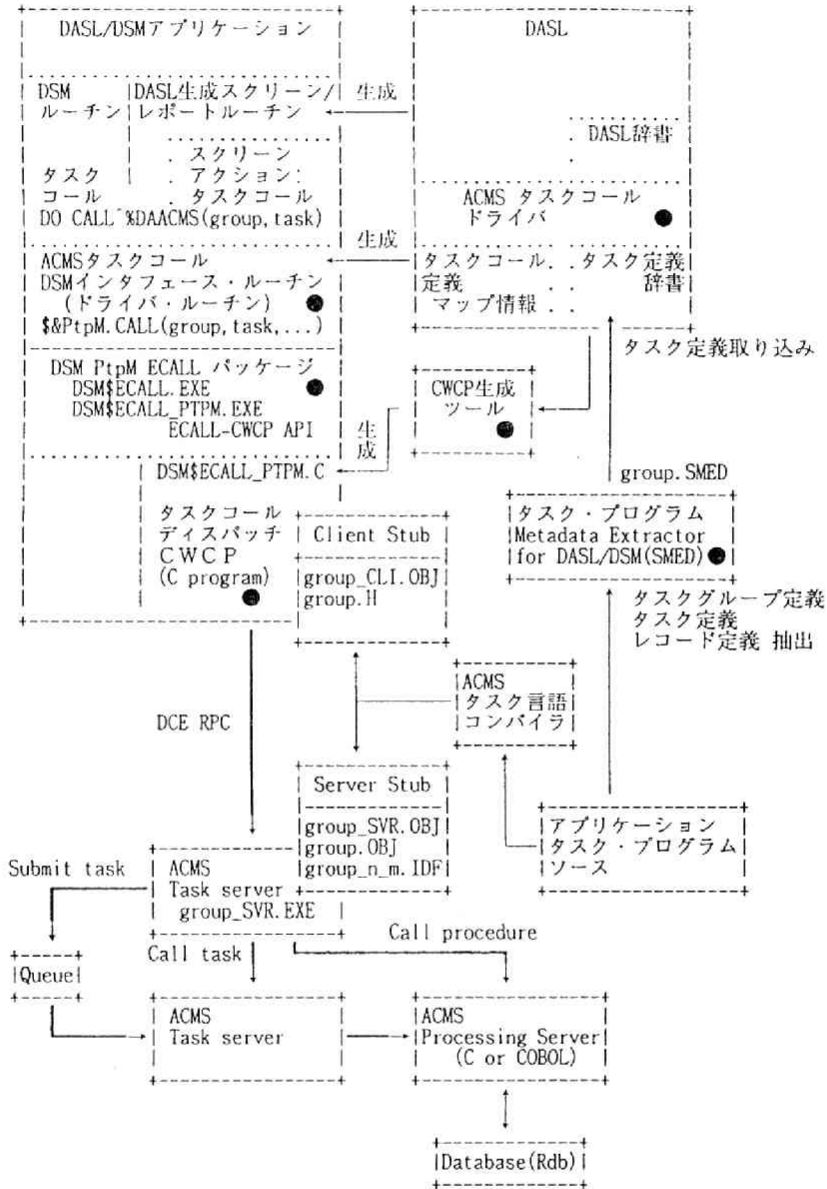 DASL/DSMアプリケーション
DSM
ルーチン
DASL生成スクリーン/
レポートルーチン
スクリーン
アクション:
タスクコール
タスク
コール
DO CALL^%DAACMS(group,task)
ACMSタスクコール
DSMインタフェース・ルーチン
(ドライバ・ルーチン) ●
$&PtpM.CALL(group,task,...)
DSM PtpM ECALL パッケージ
DSM$ECALL.EXE ●
DSM$ECALL_PTPM.EXE
ECALL-CWCP API
DSM$ECALL_PTPM.C
タスクコール
ディスパッチ
CWCP
(C program)
●
生成
生成
生成
DASL
DASL辞書
ACMS タスクコール
ドライバ ●
タスクコール
定義
マップ情報
タスク定義
辞書
タスク定義取り込み
CWCP生成
ツール
●
group.SMED
タスク・プログラム
Metadata Extractor
for DASL/DSM(SMED)●
タスクグループ定義
タスク定義
レコード定義 抽出
Client Stub
group_CLI.OBJ
group.H
ACMS
タスク言語
コンパイラ
DCE RPC
Server Stub
group_SVR.OBJ
group.OBJ
group_n_m.IDF
アプリケーション
タスク・プログラム
ソース
Submit task
ACMS
Task server
group_SVR.EXE
Call procedure
Call task
Queue
ACMS
Task server
ACMS
Processing Server
(C or COBOL)
Database(Rdb)